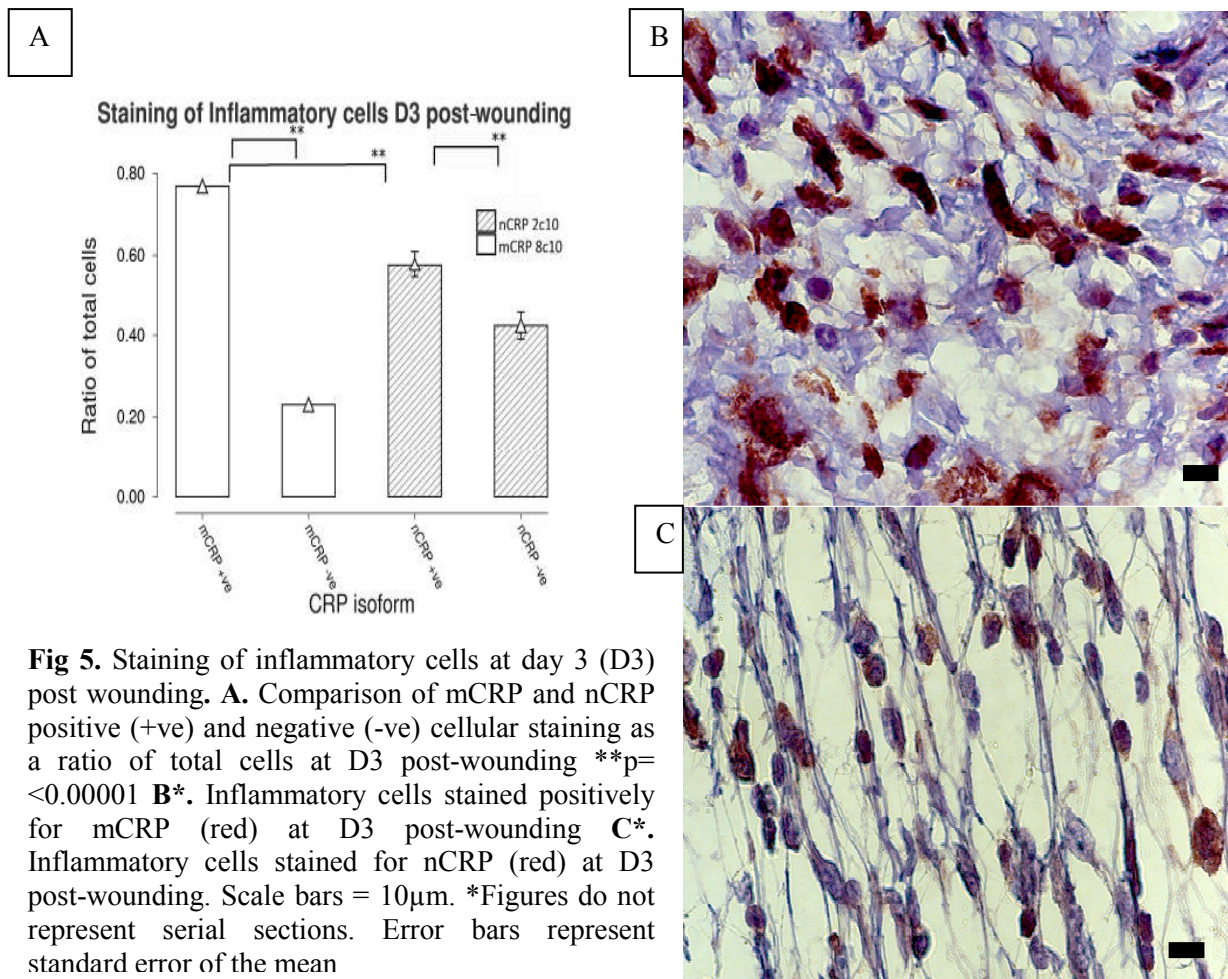 A
Staining of Inflammatory cells D3 post-wounding
**
**
**
0.80
0.60
0.40
0.20
0.00
Ratio of total cells
nCRP 2c10
mCRP 8c10
mCRP +ve
mCRP -ve
nCRP +ve
nCRP -ve
CRP isoform
B
C
Fig 5. Staining of inflammatory cells at day 3 (D3)
post wounding. A. Comparison of mCRP and nCRP
positive (+ve) and negative (-ve) cellular staining as
a ratio of total cells at D3 post-wounding **p=
<0.00001 B*. Inflammatory cells stained positively
for mCRP (red) at D3 post-wounding C*.
Inflammatory cells stained for nCRP (red) at D3
post-wounding. Scale bars = 10µm. *Figures do not
represent serial sections. Error bars represent
standard error of the mean